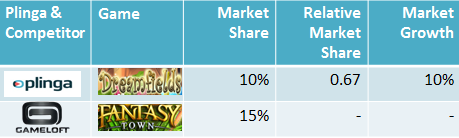 Plinga & Competitor Game Market Share Relative Market Share Market Growth
plinga Dreamfields 10% 0.67 10%
GAMELOFT FANTASY TOWN 15% - -